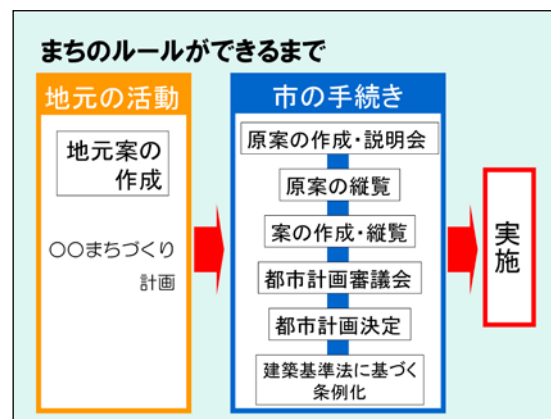 まちのルールができるまで
地元の活動
地元案の
作成
〇〇まちづくり
計画
市の手続き
原案の作成・説明会
原案の縦覧
案の作成・縦覧
都市計画審議会
都市計画決定
建築基準法に基づく
条例化
実施